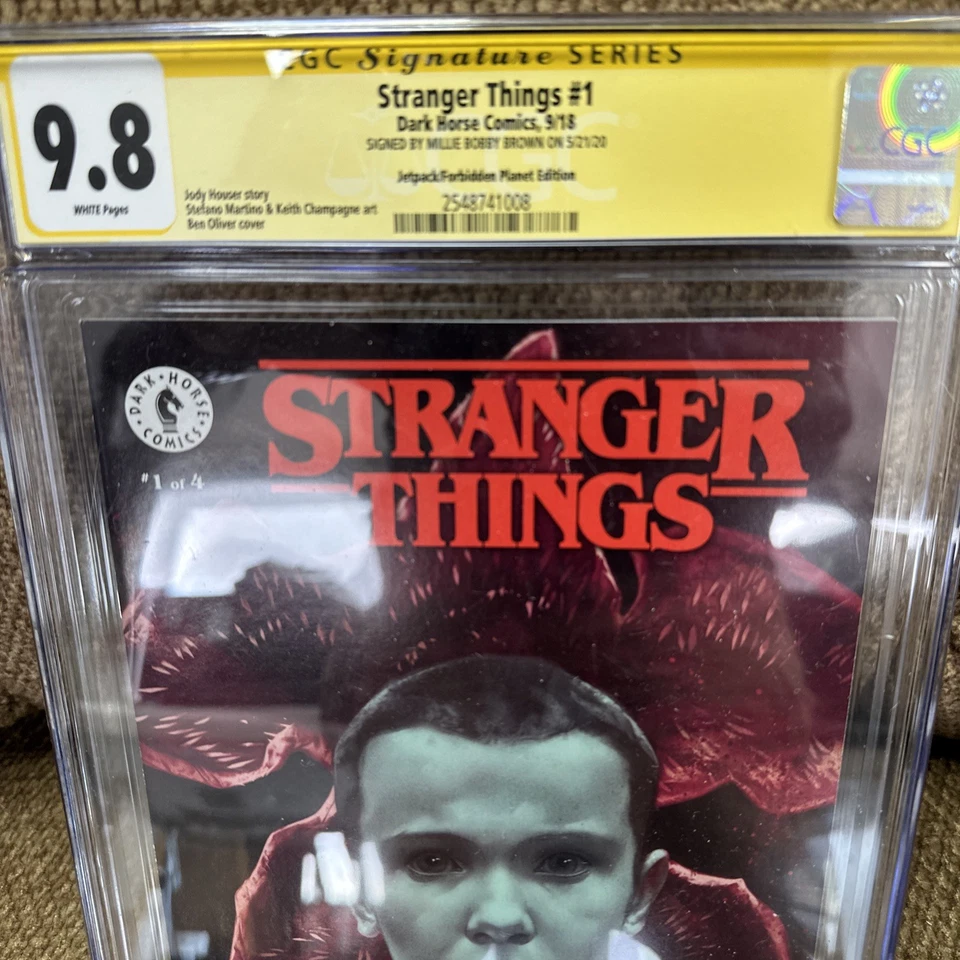 CGC Signature SERIES
9.8
WHITE Pages
Stranger Things #1
Dark Horse Comics, 9/18
SIGNED BY MILLIE BOBBY BROWN ON 5/21/20
Jetpack/Forbidden Planet Edition
2548741008
Jody Houser story
Stefano Martino & Keith Champagne art
Ben Oliver cover
CGC
DARK HORSE COMICS
#1 of 4
STRANGER
THINGS